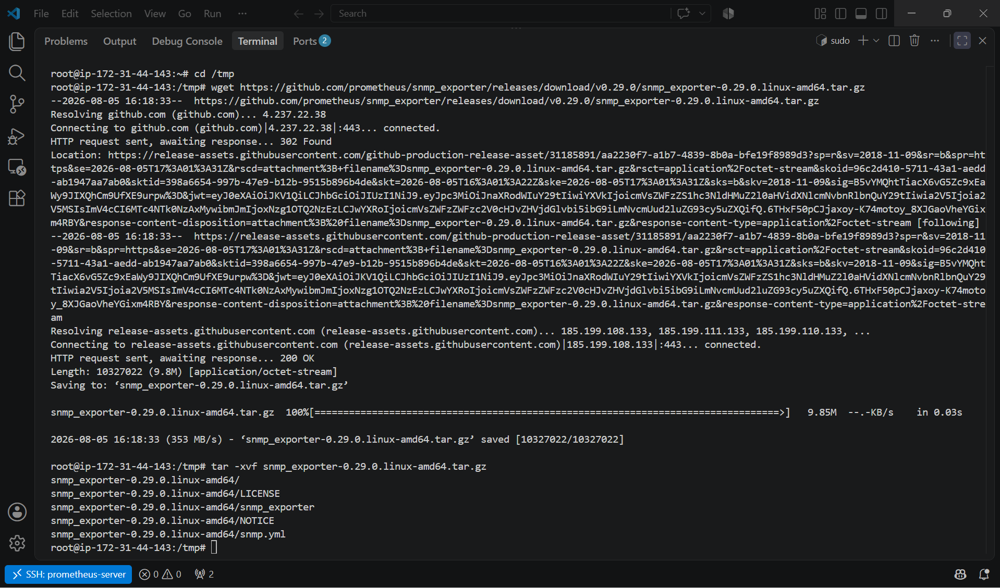 File Edit Selection View Go Run ··· Search
Problems Output Debug Console Terminal Ports 2 sudo
root@ip-172-31-44-143:~# cd /tmp
root@ip-172-31-44-143:/tmp# wget https://github.com/prometheus/snmp_exporter/releases/download/v0.29.0/snmp_exporter-0.29.0.linux-amd64.tar.gz
--2026-08-05 16:18:33--  https://github.com/prometheus/snmp_exporter/releases/download/v0.29.0/snmp_exporter-0.29.0.linux-amd64.tar.gz
Resolving github.com (github.com)... 4.237.22.38
Connecting to github.com (github.com)|4.237.22.38|:443... connected.
HTTP request sent, awaiting response... 302 Found
Location: https://release-assets.githubusercontent.com/github-production-release-asset/31185891/aa2230f7-a1b7-4839-8b0a-bfe19f8989d3?sp=r&sv=2018-11-09&sr=b&spr=ht
tps&se=2026-08-05T17%3A01%3A31Z&rscd=attachment%3B+filename%3Dsnmp_exporter-0.29.0.linux-amd64.tar.gz&rsct=application%2Foctet-stream&skoid=96c2d410-5711-43a1-aedd
-ab1947aa7ab0&sktid=398a6654-997b-47e9-b12b-9515b896b4de&skt=2026-08-05T16%3A01%3A22Z&ske=2026-08-05T17%3A01%3A31Z&sks=b&skv=2018-11-09&sig=B5vYMQhtTiacX6vG5Zc9xEa
Wy9JIXQhCm9UfXE9urpw%3D&jwt=eyJ0eXAiOiJKV1QiLCJhbGciOiJIUzI1NiJ9.eyJpc3MiOiJnaXRodWIuY29tIiwiYXVkIjoicmVsZWFzZS1hc3NldHMuZ2l0aHVidXNlcmNvbnRlbnQuY29tIiwia2V5Ijoia2
V5MSIsImV4cCI6MTc4NTk0NzAxMywibmJmIjoxNzg1OTQ2NzEzLCJwYXRoIjoicmVsZWFzZWFzc2V0cHJvZHVjdGlvbi5ibG9iLmNvcmUud2luZG93cy5uZXQifQ.6THxF50pCJjaxoy-K74motoy_8XJGaoVheYGix
m4RBY&response-content-disposition=attachment%3B%20filename%3Dsnmp_exporter-0.29.0.linux-amd64.tar.gz&response-content-type=application%2Foctet-stream [following]
--2026-08-05 16:18:33--  https://release-assets.githubusercontent.com/github-production-release-asset/31185891/aa2230f7-a1b7-4839-8b0a-bfe19f8989d3?sp=r&sv=2018-11
-09&sr=b&spr=https&se=2026-08-05T17%3A01%3A31Z&rscd=attachment%3B+filename%3Dsnmp_exporter-0.29.0.linux-amd64.tar.gz&rsct=application%2Foctet-stream&skoid=96c2d410
-5711-43a1-aedd-ab1947aa7ab0&sktid=398a6654-997b-47e9-b12b-9515b896b4de&skt=2026-08-05T16%3A01%3A22Z&ske=2026-08-05T17%3A01%3A31Z&sks=b&skv=2018-11-09&sig=B5vYMQht
TiacX6vG5Zc9xEaWy9JIXQhCm9UfXE9urpw%3D&jwt=eyJ0eXAiOiJKV1QiLCJhbGciOiJIUzI1NiJ9.eyJpc3MiOiJnaXRodWIuY29tIiwiYXVkIjoicmVsZWFzZS1hc3NldHMuZ2l0aHVidXNlcmNvbnRlbnQuY29
tIiwia2V5Ijoia2V5MSIsImV4cCI6MTc4NTk0NzAxMywibmJmIjoxNzg1OTQ2NzEzLCJwYXRoIjoicmVsZWFzZWFzc2V0cHJvZHVjdGlvbi5ibG9iLmNvcmUud2luZG93cy5uZXQifQ.6THxF50pCJjaxoy-K74moto
y_8XJGaoVheYGixm4RBY&response-content-disposition=attachment%3B%20filename%3Dsnmp_exporter-0.29.0.linux-amd64.tar.gz&response-content-type=application%2Foctet-stre
am
Resolving release-assets.githubusercontent.com (release-assets.githubusercontent.com)... 185.199.108.133, 185.199.111.133, 185.199.110.133, ...
Connecting to release-assets.githubusercontent.com (release-assets.githubusercontent.com)|185.199.108.133|:443... connected.
HTTP request sent, awaiting response... 200 OK
Length: 10327022 (9.8M) [application/octet-stream]
Saving to: ‘snmp_exporter-0.29.0.linux-amd64.tar.gz’
snmp_exporter-0.29.0.linux-amd64.tar.gz  100%[=================================================================================>]   9.85M  --.-KB/s    in 0.03s
2026-08-05 16:18:33 (353 MB/s) - ‘snmp_exporter-0.29.0.linux-amd64.tar.gz’ saved [10327022/10327022]
root@ip-172-31-44-143:/tmp# tar -xvf snmp_exporter-0.29.0.linux-amd64.tar.gz
snmp_exporter-0.29.0.linux-amd64/
snmp_exporter-0.29.0.linux-amd64/LICENSE
snmp_exporter-0.29.0.linux-amd64/snmp_exporter
snmp_exporter-0.29.0.linux-amd64/NOTICE
snmp_exporter-0.29.0.linux-amd64/snmp.yml
root@ip-172-31-44-143:/tmp#
SSH: prometheus-server 0 0 2